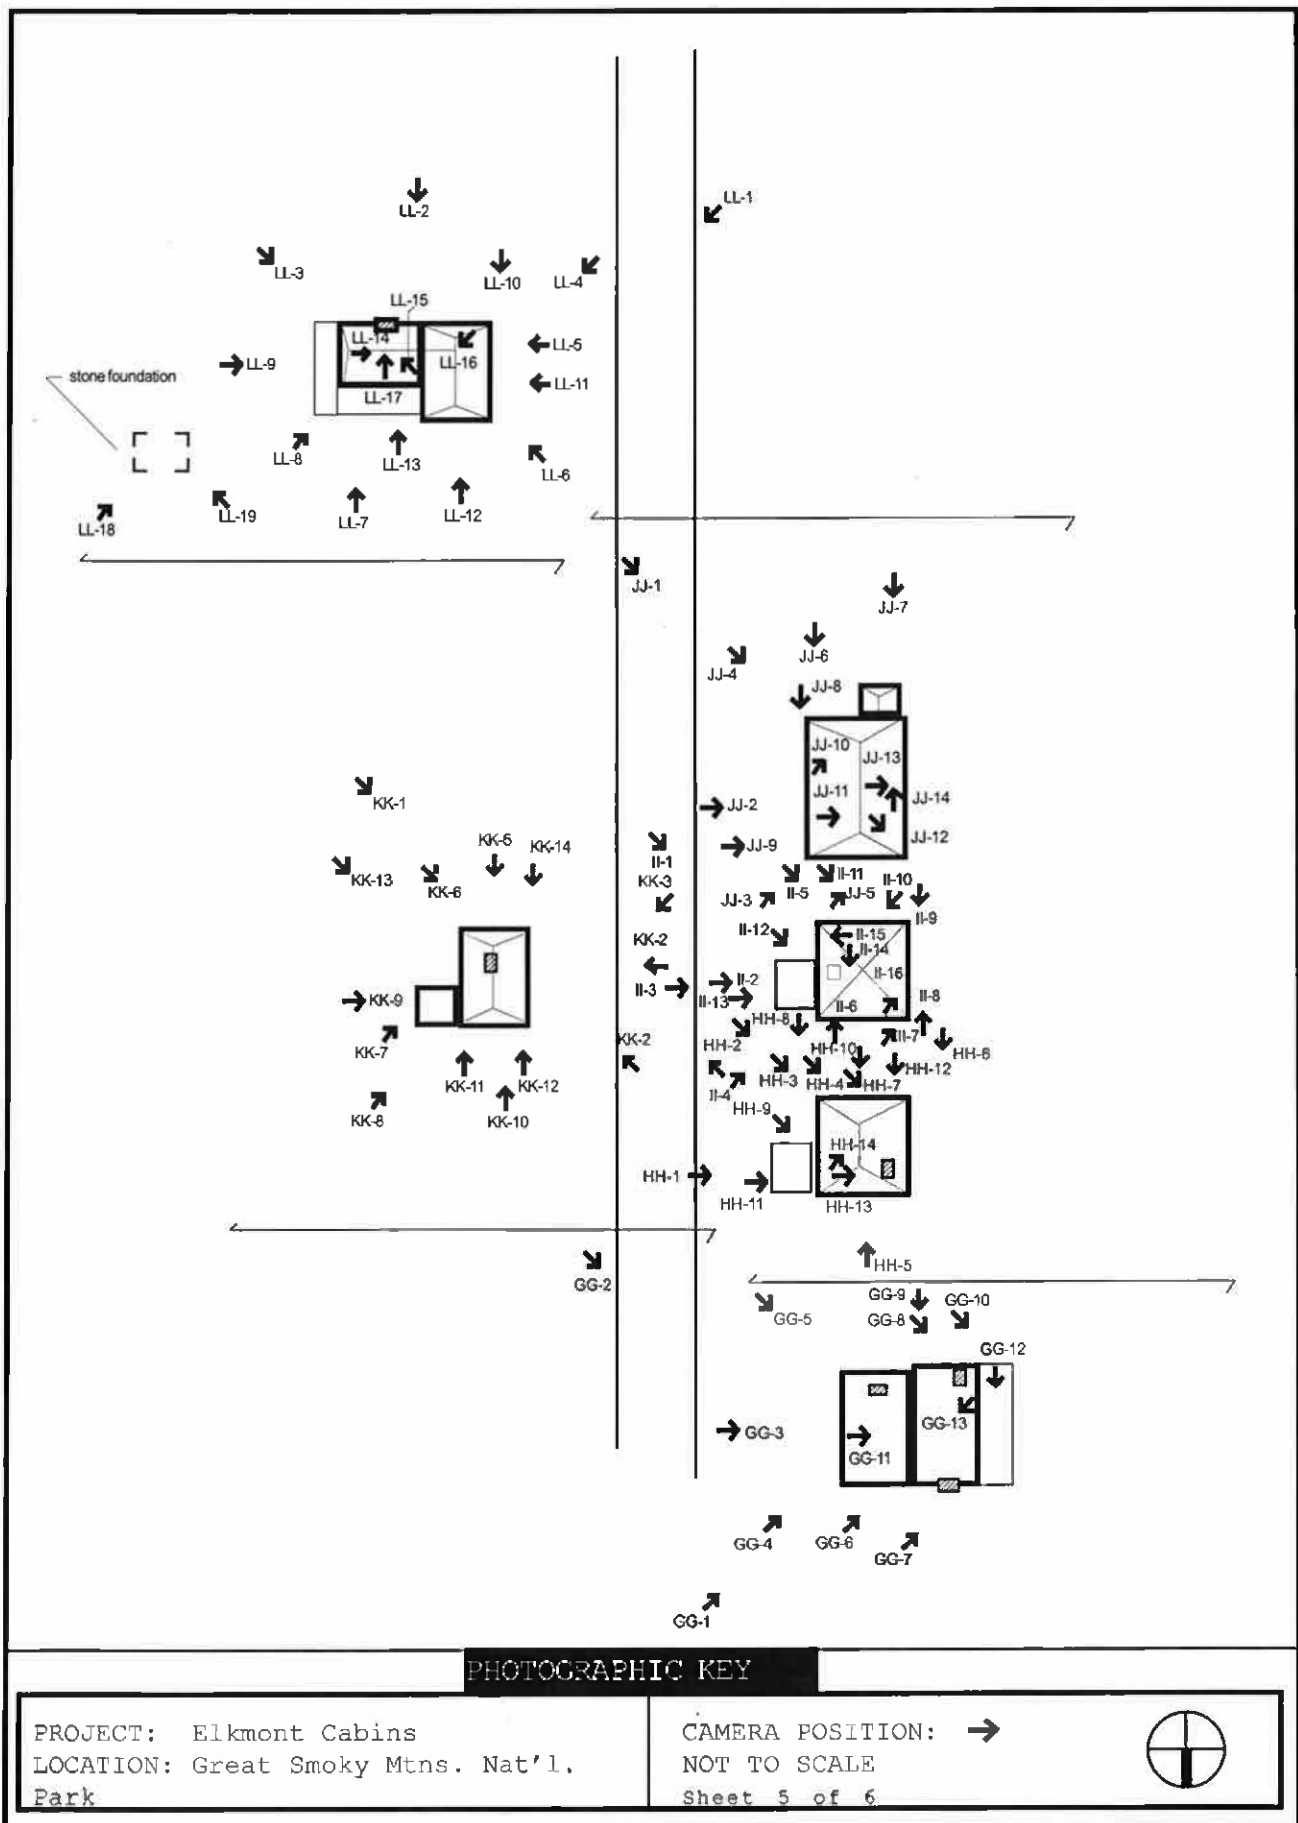 LL-1
LL-2
LL-3
LL-10
LL-4
LL-15
LL-14
LL-5
LL-16
LL-9
stone foundation
LL-11
LL-17
LL-8
LL-13
LL-6
LL-19
LL-7
LL-12
LL-18
JJ-1
JJ-7
JJ-6
JJ-4
JJ-8
JJ-10
JJ-13
JJ-11
JJ-14
JJ-2
KK-1
JJ-12
KK-5
KK-14
JJ-9
II-1
KK-13
KK-6
KK-3
II-11
II-10
II-5
JJ-3
JJ-5
II-9
II-12
II-15
KK-2
II-14
II-16
II-2
II-3
II-13
KK-9
II-6
II-8
HH-8
KK-7
KK-2
HH-2
HH-10
II-7
HH-6
HH-12
KK-11
KK-12
HH-3
HH-4
HH-7
II-4
HH-9
KK-8
KK-10
HH-14
HH-1
HH-11
HH-13
HH-5
GG-2
GG-9
GG-10
GG-5
GG-8
GG-12
GG-13
GG-3
GG-11
GG-4
GG-6
GG-7
GG-1
PHOTOGRAPHIC KEY
PROJECT: Elkmont Cabins
LOCATION: Great Smoky Mtns. Nat'l.
Park
CAMERA POSITION:
NOT TO SCALE
Sheet 5 of 6